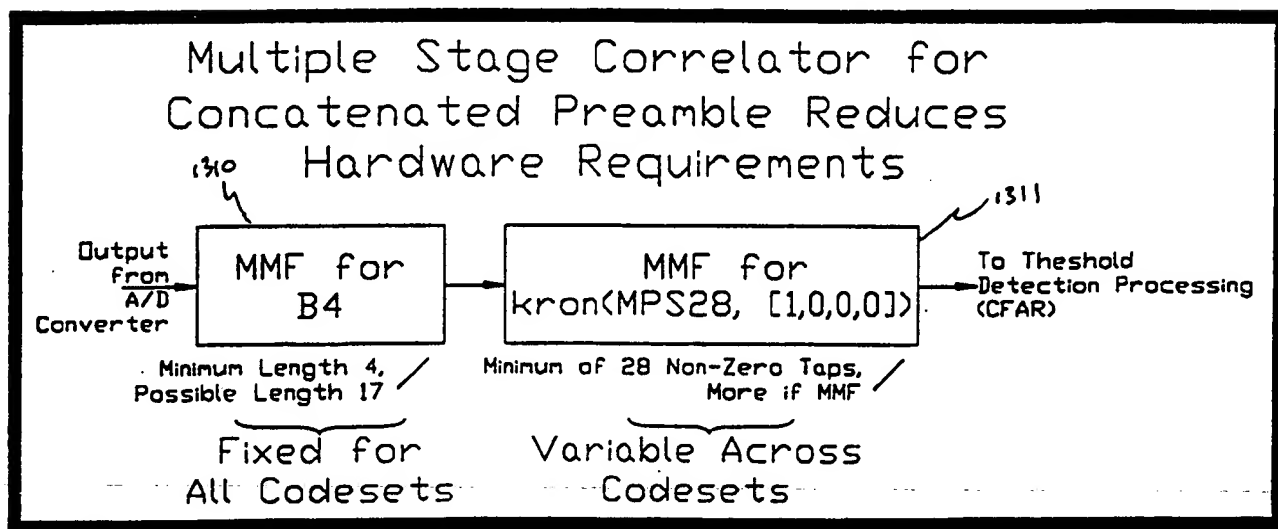 Multiple Stage Correlator for
Concatenated Preamble Reduces
Hardware Requirements
1310
1311
Output
from
A/D
Converter
MMF for
B4
MMF for
kron(MPS28, [1,0,0,0])
To Theshold
Detection Processing
(CFAR)
Minimum Length 4,
Possible Length 17
Minimum of 28 Non-Zero Taps,
More if MMF
Fixed for
All Codesets
Variable Across
Codesets